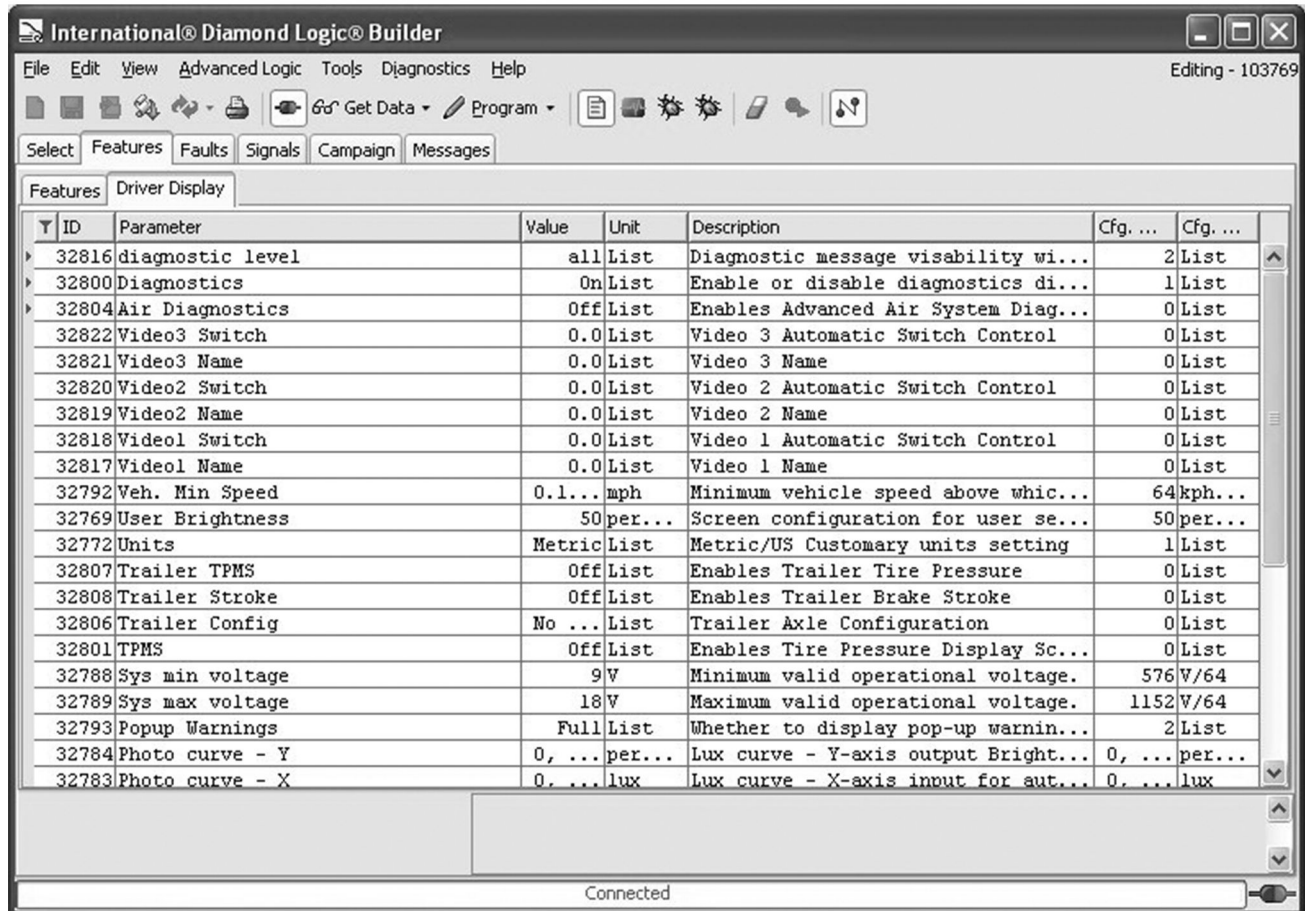 International® Diamond Logic® Builder
File Edit View Advanced Logic Tools Diagnostics Help Editing - 103769
Get Data Program
Select Features Faults Signals Campaign Messages
Features Driver Display
ID Parameter Value Unit Description Cfg. ... Cfg. ...
32816 diagnostic level all List Diagnostic message visability wi... 2 List
32800 Diagnostics On List Enable or disable diagnostics di... 1 List
32804 Air Diagnostics Off List Enables Advanced Air System Diag... 0 List
32822 Video3 Switch 0.0 List Video 3 Automatic Switch Control 0 List
32821 Video3 Name 0.0 List Video 3 Name 0 List
32820 Video2 Switch 0.0 List Video 2 Automatic Switch Control 0 List
32819 Video2 Name 0.0 List Video 2 Name 0 List
32818 Video1 Switch 0.0 List Video 1 Automatic Switch Control 0 List
32817 Video1 Name 0.0 List Video 1 Name 0 List
32792 Veh. Min Speed 0.1... mph Minimum vehicle speed above whic... 64 kph...
32769 User Brightness 50 per... Screen configuration for user se... 50 per...
32772 Units Metric List Metric/US Customary units setting 1 List
32807 Trailer TPMS Off List Enables Trailer Tire Pressure 0 List
32808 Trailer Stroke Off List Enables Trailer Brake Stroke 0 List
32806 Trailer Config No ... List Trailer Axle Configuration 0 List
32801 TPMS Off List Enables Tire Pressure Display Sc... 0 List
32788 Sys min voltage 9 V Minimum valid operational voltage. 576 V/64
32789 Sys max voltage 18 V Maximum valid operational voltage. 1152 V/64
32793 Popup Warnings Full List Whether to display pop-up warnin... 2 List
32784 Photo curve - Y 0, ... per... Lux curve - Y-axis output Bright... 0, ... per...
32783 Photo curve - X 0, ... lux Lux curve - X-axis input for aut... 0, ... lux
Connected